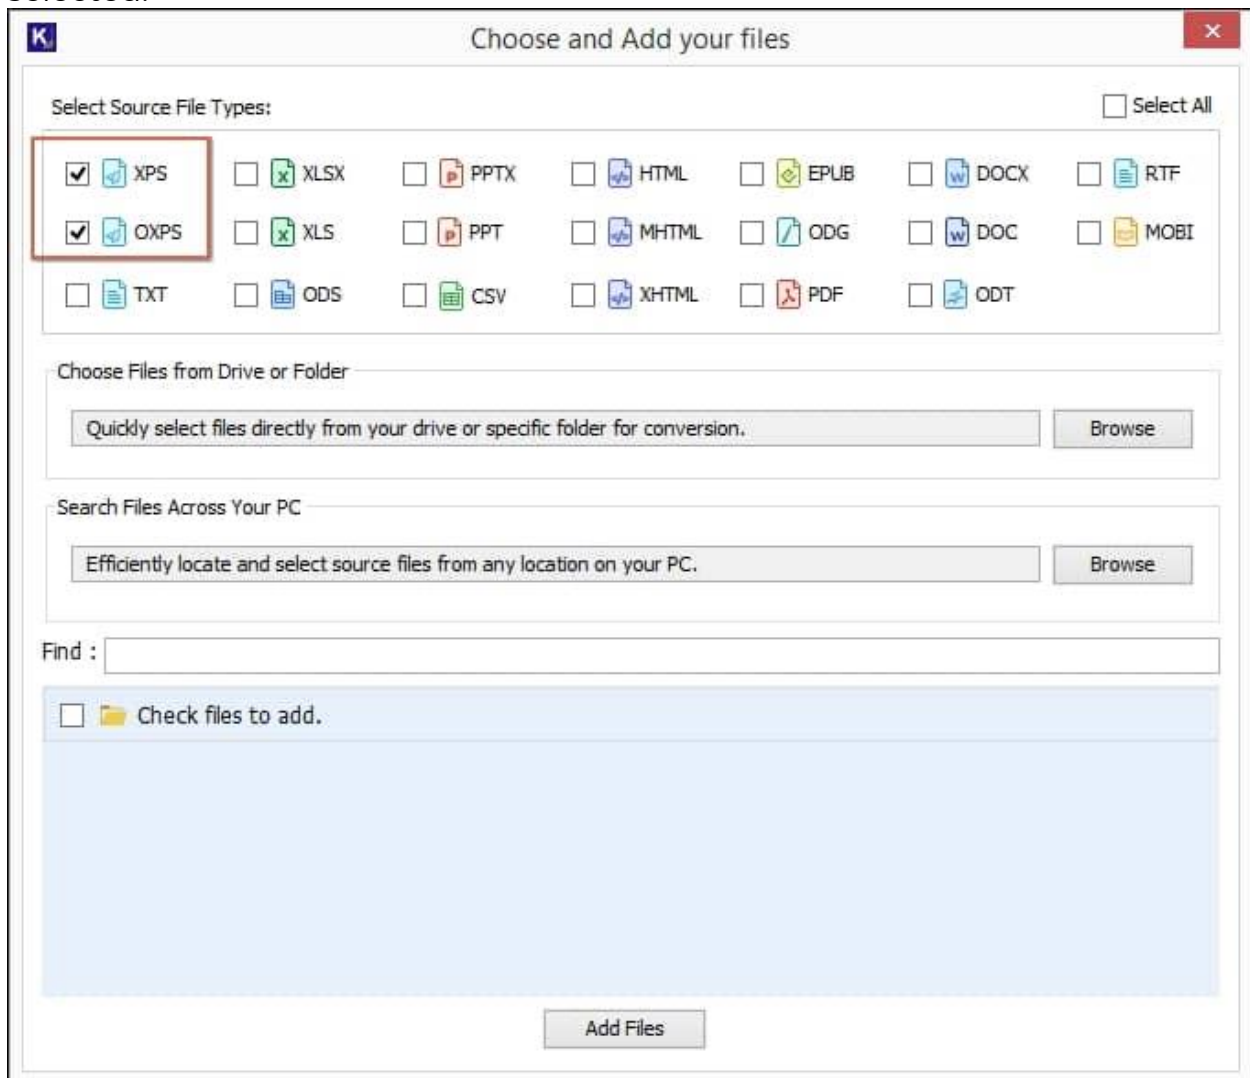 Choose and Add your files
Select Source File Types:
Select All
XPS XLSX PPTX HTML EPUB DOCX RTF
OXPS XLS PPT MHTML ODG DOC MOBI
TXT ODS CSV XHTML PDF ODT
Choose Files from Drive or Folder
Quickly select files directly from your drive or specific folder for conversion.
Browse
Search Files Across Your PC
Efficiently locate and select source files from any location on your PC.
Browse
Find :
Check files to add.
Add Files